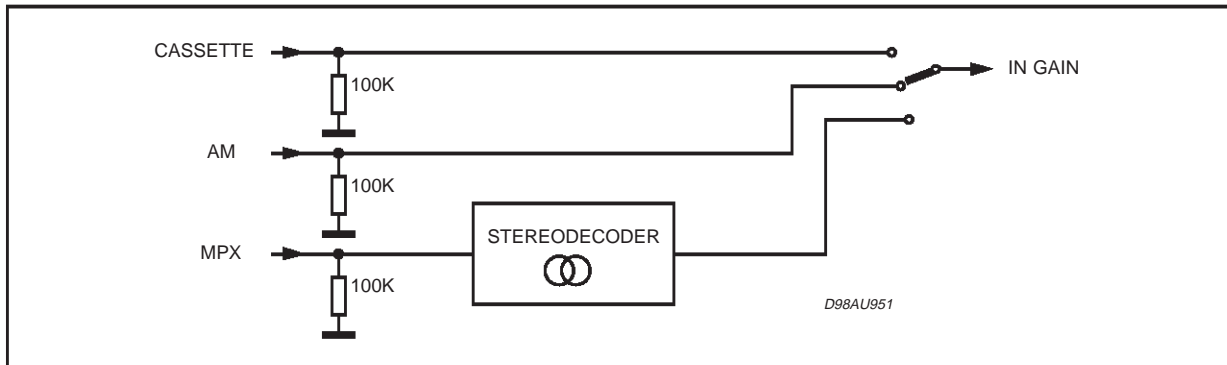 CASSETTE
IN GAIN
100K
AM
100K
STEREODECODER
MPX
100K
D98AU951